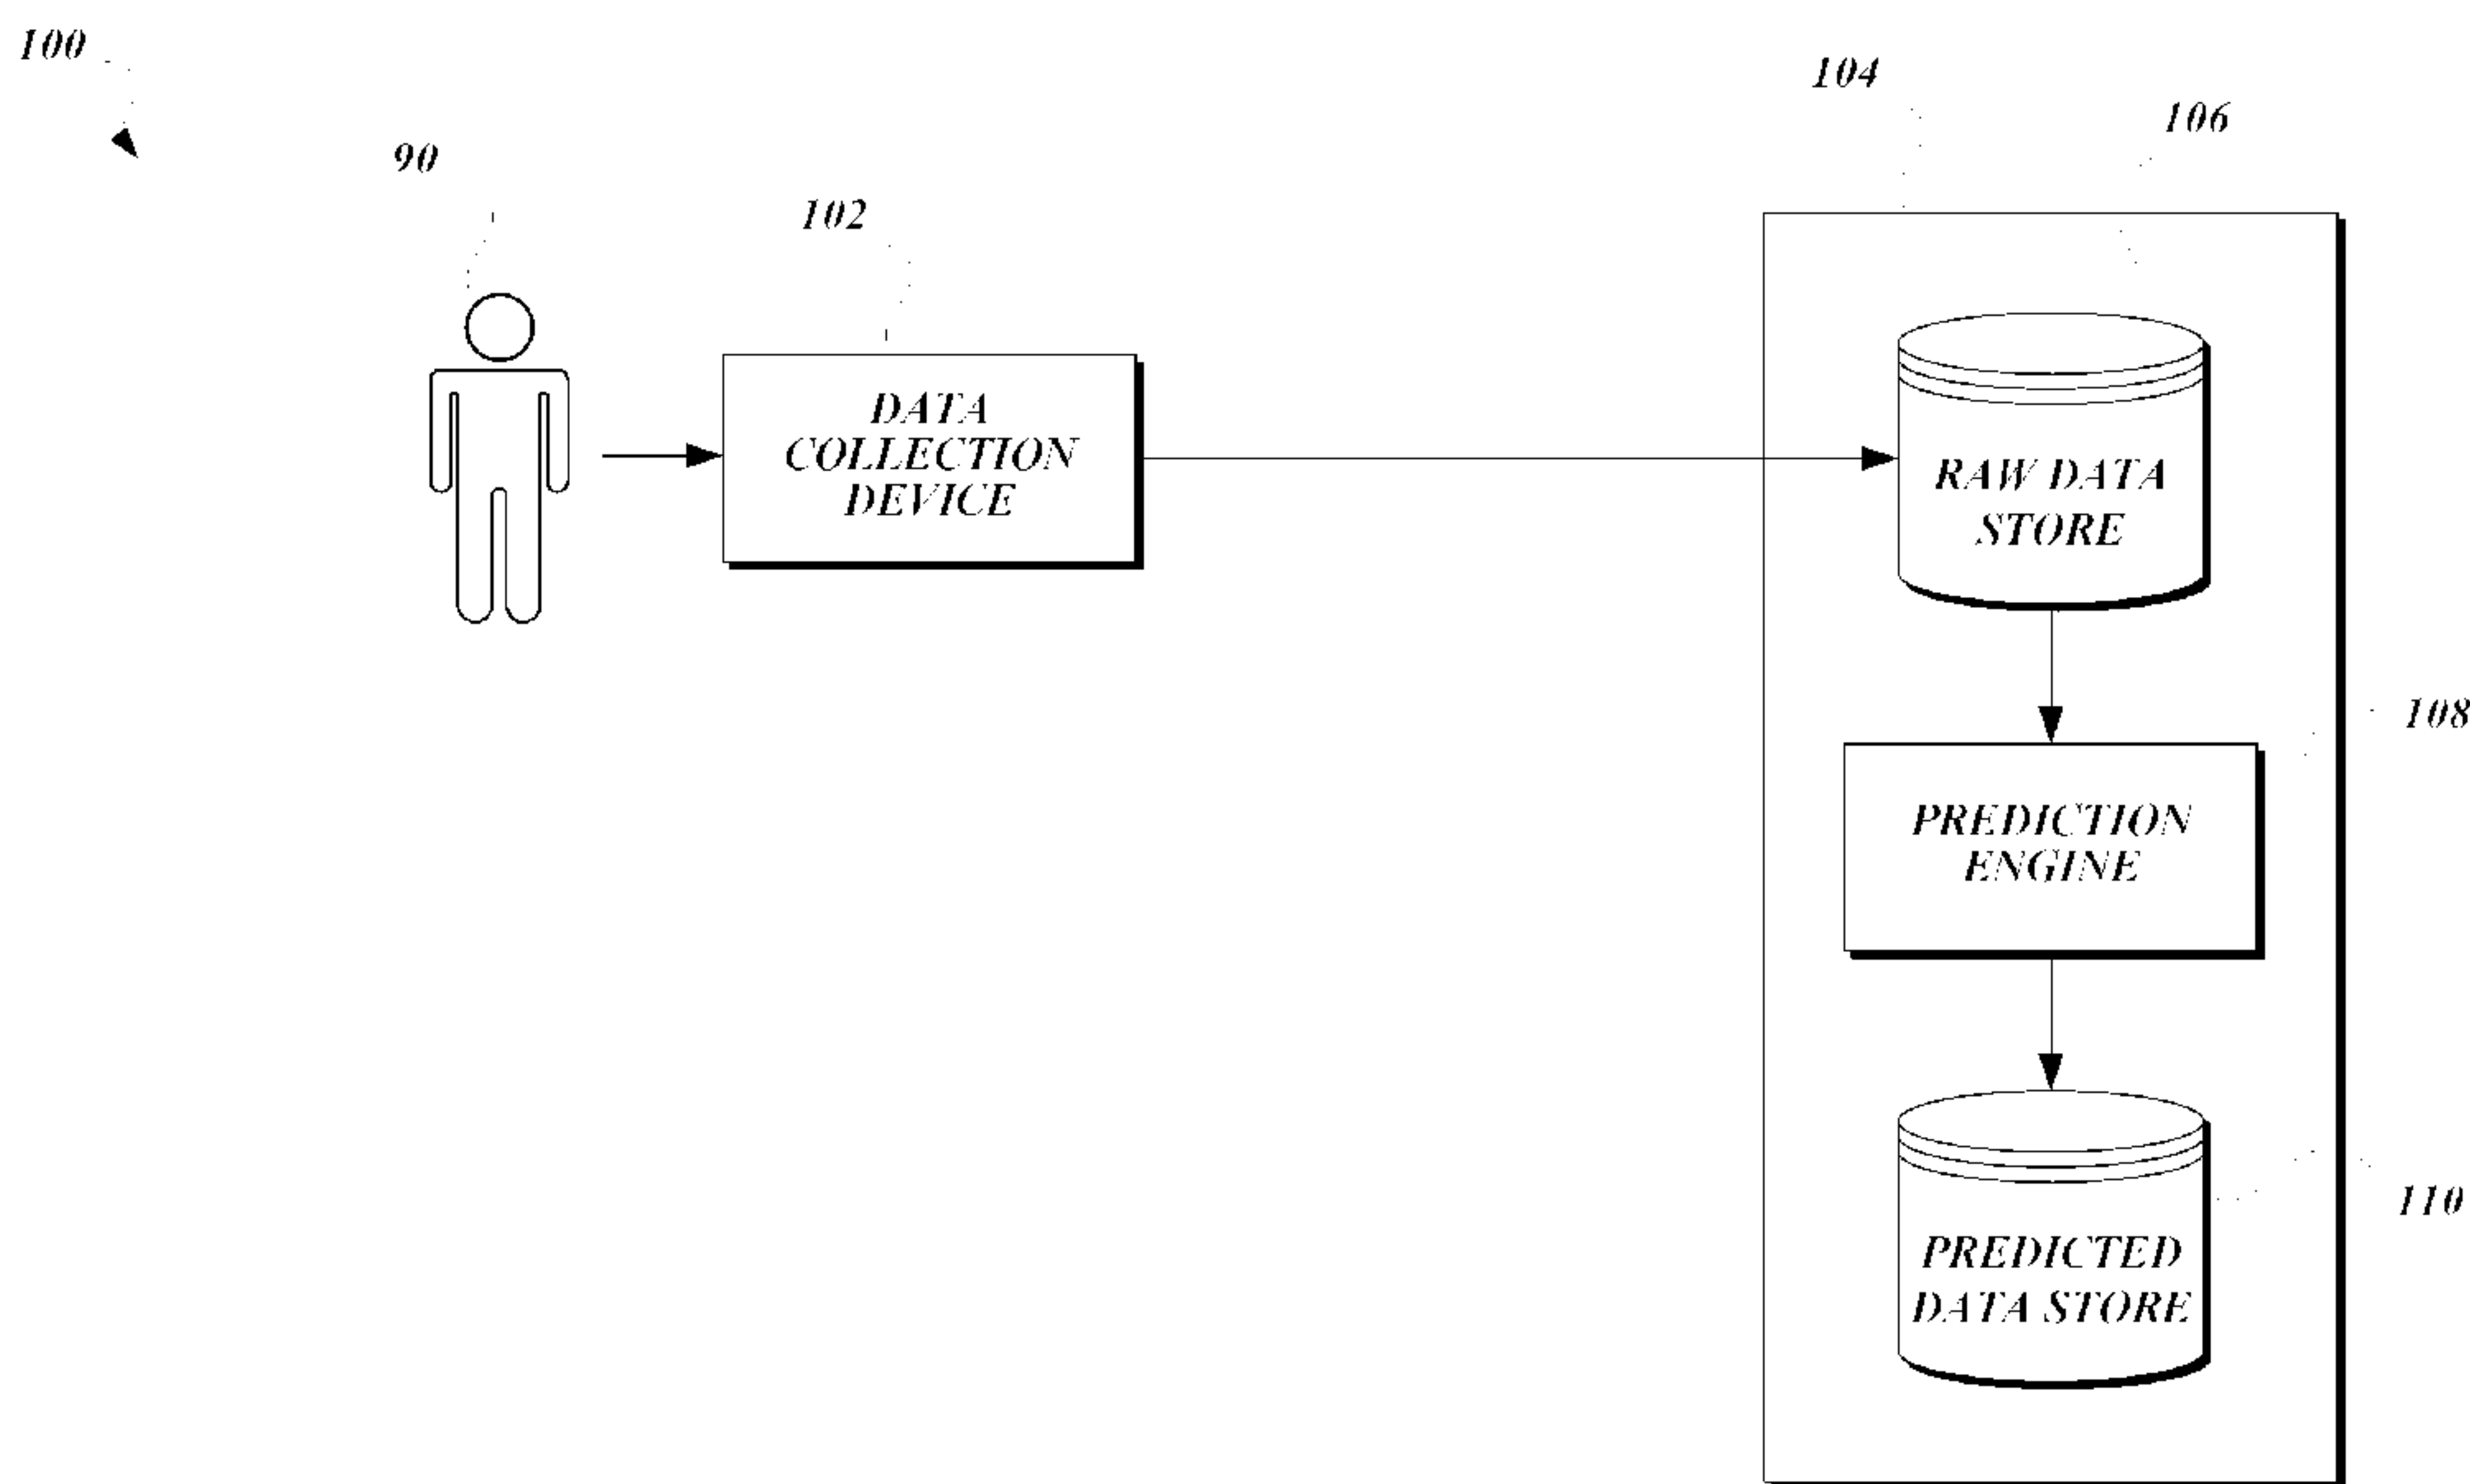 100
104
106
90
102
DATA
COLLECTION
DEVICE
RAW DATA
STORE
108
PREDICTION
ENGINE
110
PREDICTED
DATA STORE